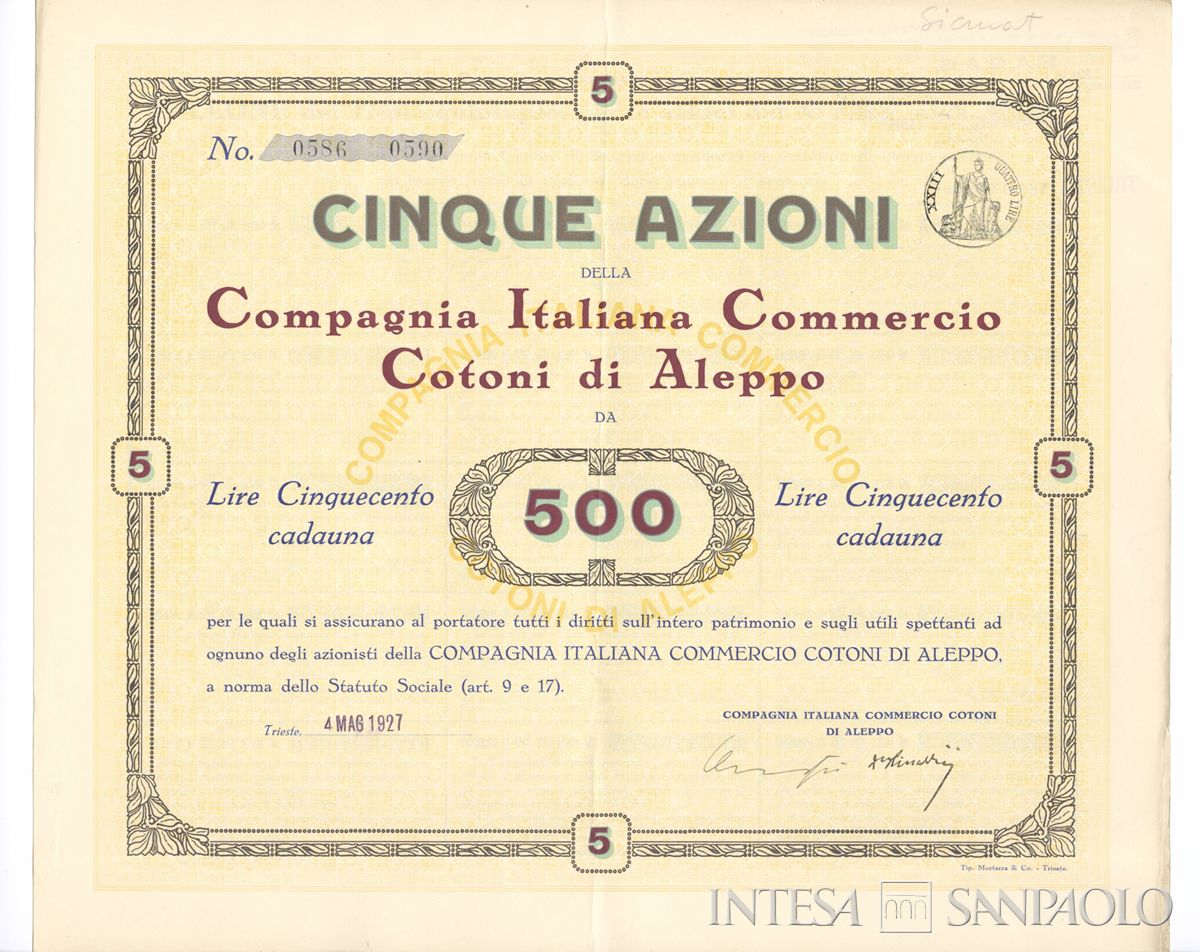 Sicmat
5
No. 0586 0590
XXIII QUATTRO LIRE
CINQUE AZIONI
DELLA
Compagnia Italiana Commercio
Cotoni di Aleppo
COMPAGNIA ITALIANA COMMERCIO
DA
5
5
Lire Cinquecento
cadauna
500
Lire Cinquecento
cadauna
COTONI DI ALEPPO
per le quali si assicurano al portatore tutti i diritti sull'intero patrimonio e sugli utili spettanti ad
ognuno degli azionisti della COMPAGNIA ITALIANA COMMERCIO COTONI DI ALEPPO,
a norma dello Statuto Sociale (art. 9 e 17).
Trieste, 4 MAG 1927
COMPAGNIA ITALIANA COMMERCIO COTONI
DI ALEPPO
5
Tip. Morterra & Co. - Trieste.
INTESA SANPAOLO